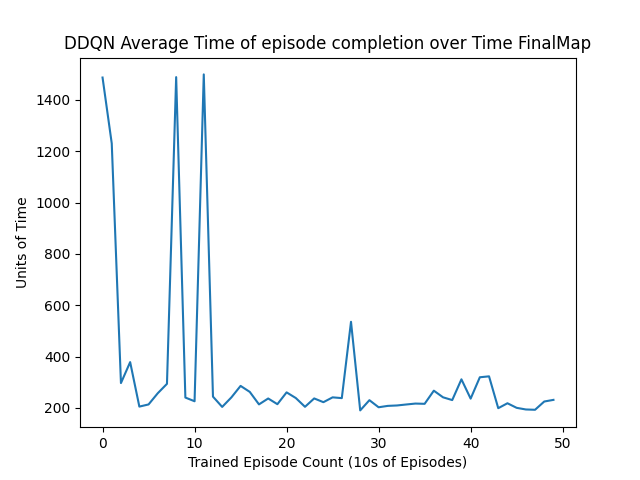 DDQN Average Time of episode completion over Time FinalMap
1400
1200
1000
800
600
400
200
Units of Time
0 10 20 30 40 50
Trained Episode Count (10s of Episodes)